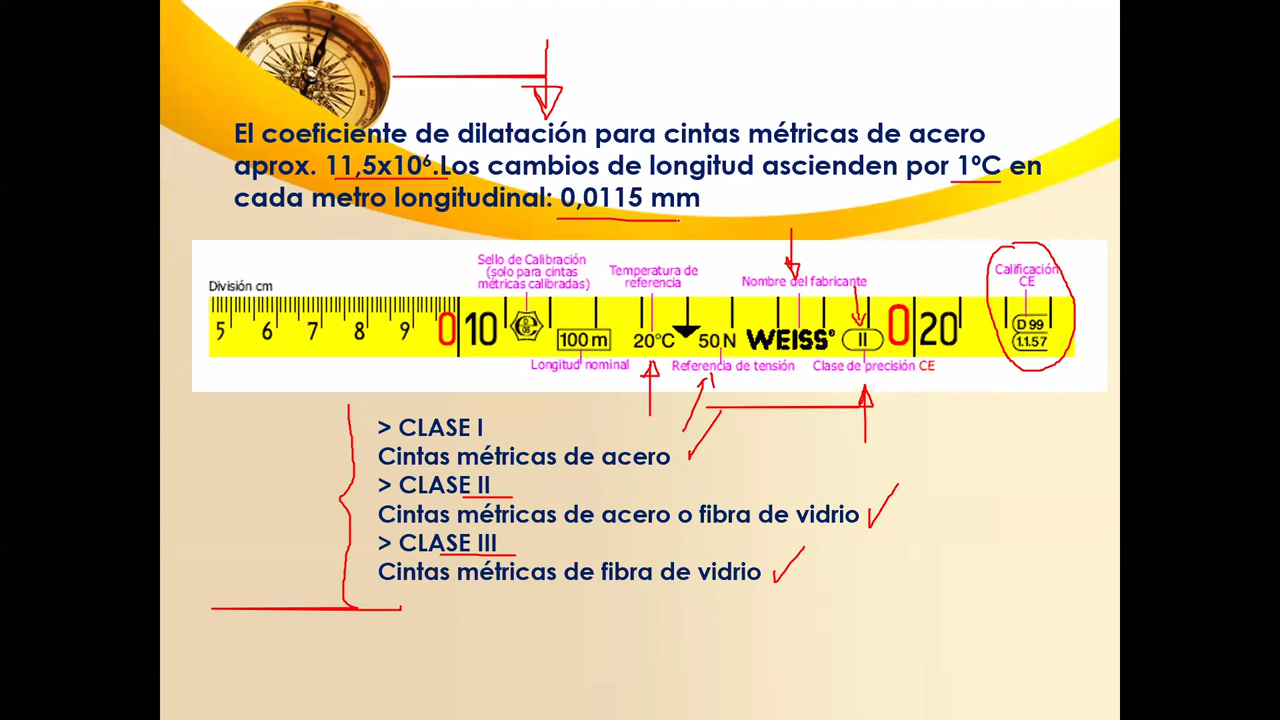 El coeficiente de dilatación para cintas métricas de acero
aprox. 11,5x10⁶.Los cambios de longitud ascienden por 1ºC en
cada metro longitudinal: 0,0115 mm
División cm
Sello de Calibración
(solo para cintas
métricas calibradas)
Temperatura de
referencia
Nombre del fabricante
Calificación
CE
5 6 7 8 9 0 10 100 m 20°C 50 N WEISS® II 0 20 D 99
1.1.57
Longitud nominal Referencia de tensión Clase de precisión CE
> CLASE I
Cintas métricas de acero
> CLASE II
Cintas métricas de acero o fibra de vidrio
> CLASE III
Cintas métricas de fibra de vidrio